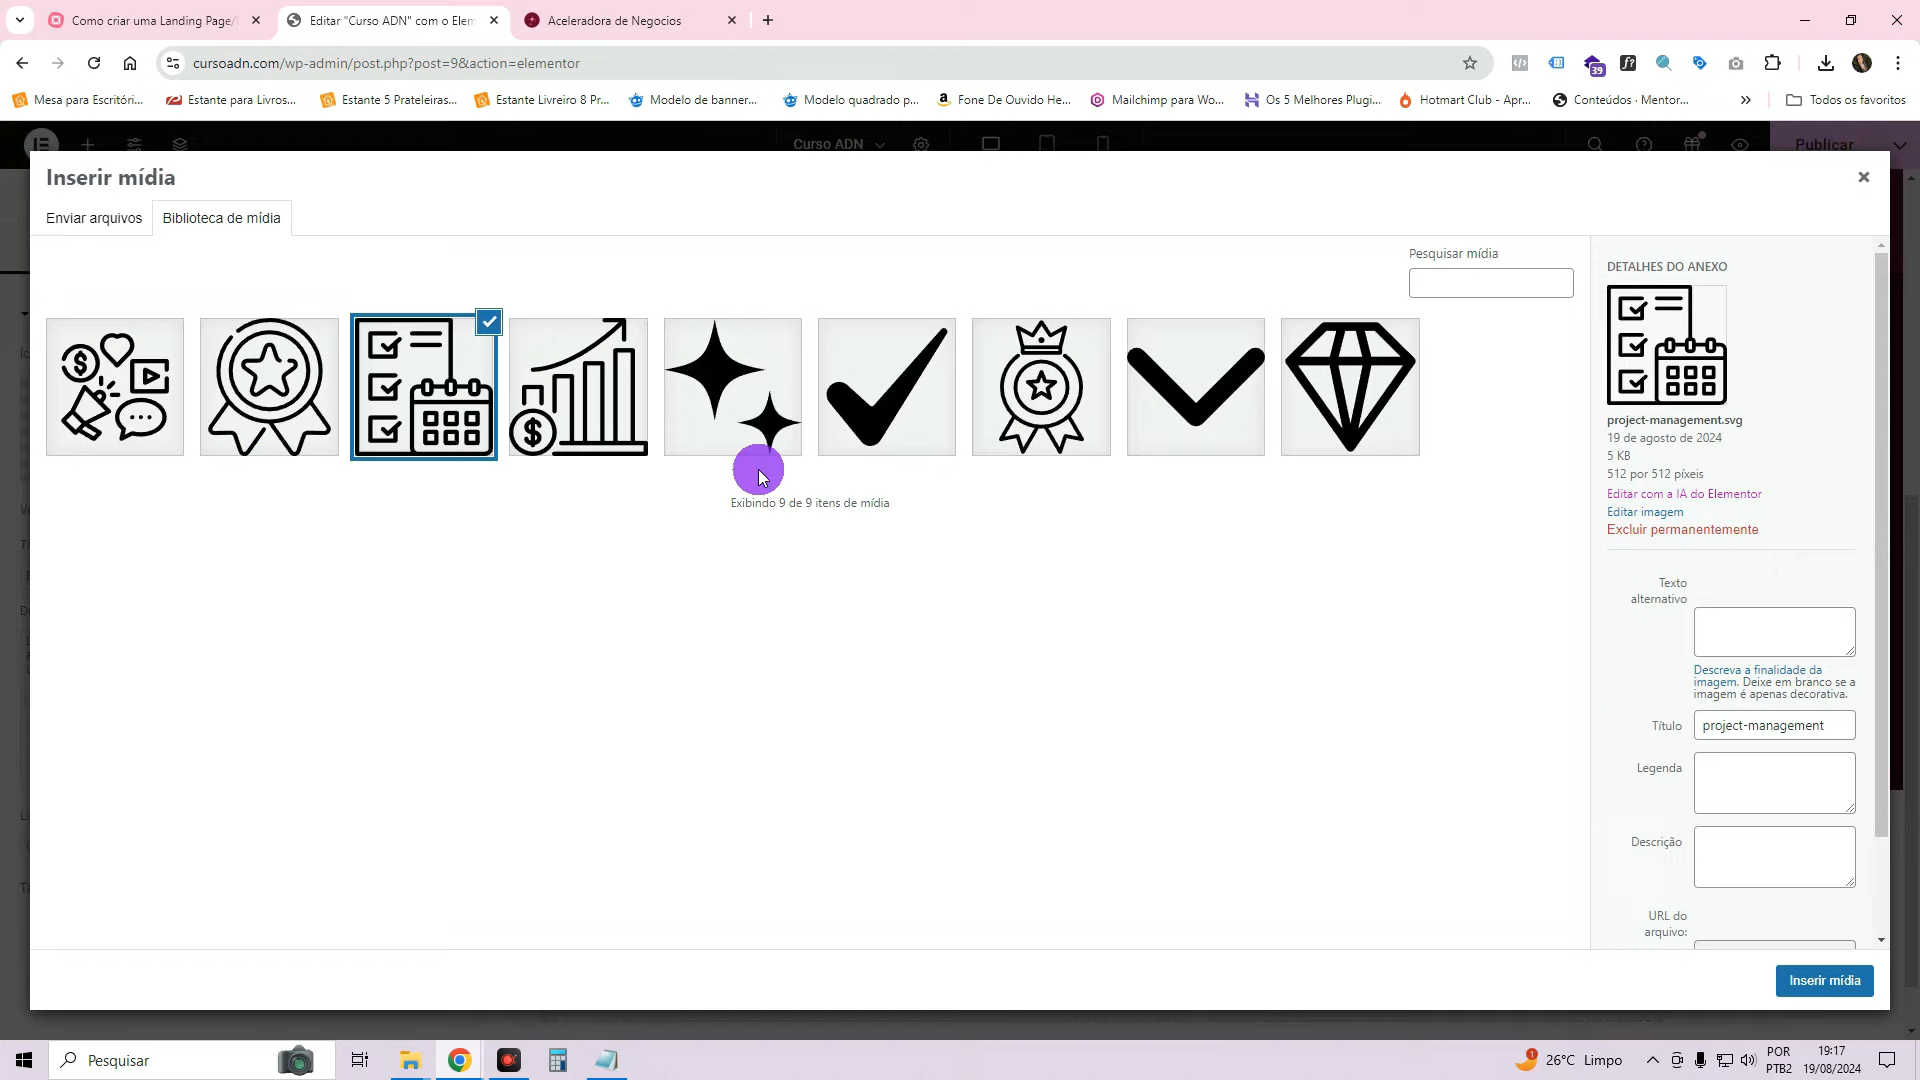 Como criar uma Landing Page/
Editar "Curso ADN" com o Elem
Aceleradora de Negocios
cursoadn.com/wp-admin/post.php?post=9&action=elementor
39
Mesa para Escritóri...
Estante para Livros...
Estante 5 Prateleiras...
Estante Livreiro 8 Pr...
Modelo de banner...
Modelo quadrado p...
Fone De Ouvido He...
Mailchimp para Wo...
Os 5 Melhores Plugi...
Hotmart Club - Apr...
Conteúdos · Mentor...
Todos os favoritos
Curso ADN
Publicar
Inserir mídia
Enviar arquivos
Biblioteca de mídia
Pesquisar mídia
Exibindo 9 de 9 itens de mídia
DETALHES DO ANEXO
project-management.svg
19 de agosto de 2024
5 KB
512 por 512 píxeis
Editar com a IA do Elementor
Editar imagem
Excluir permanentemente
Texto
alternativo
Descreva a finalidade da
imagem. Deixe em branco se a
imagem é apenas decorativa.
Título
project-management
Legenda
Descrição
URL do
arquivo:
Inserir mídia
Pesquisar
1
26°C Limpo
POR
PTB2
19:17
19/08/2024